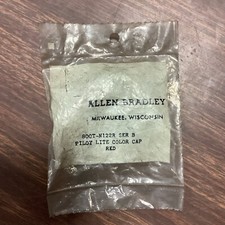 ALLEN BRADLEY
MILWAUKEE, WISCONSIN
800T-N122R SER B
PILOT LITE COLOR CAP
RED